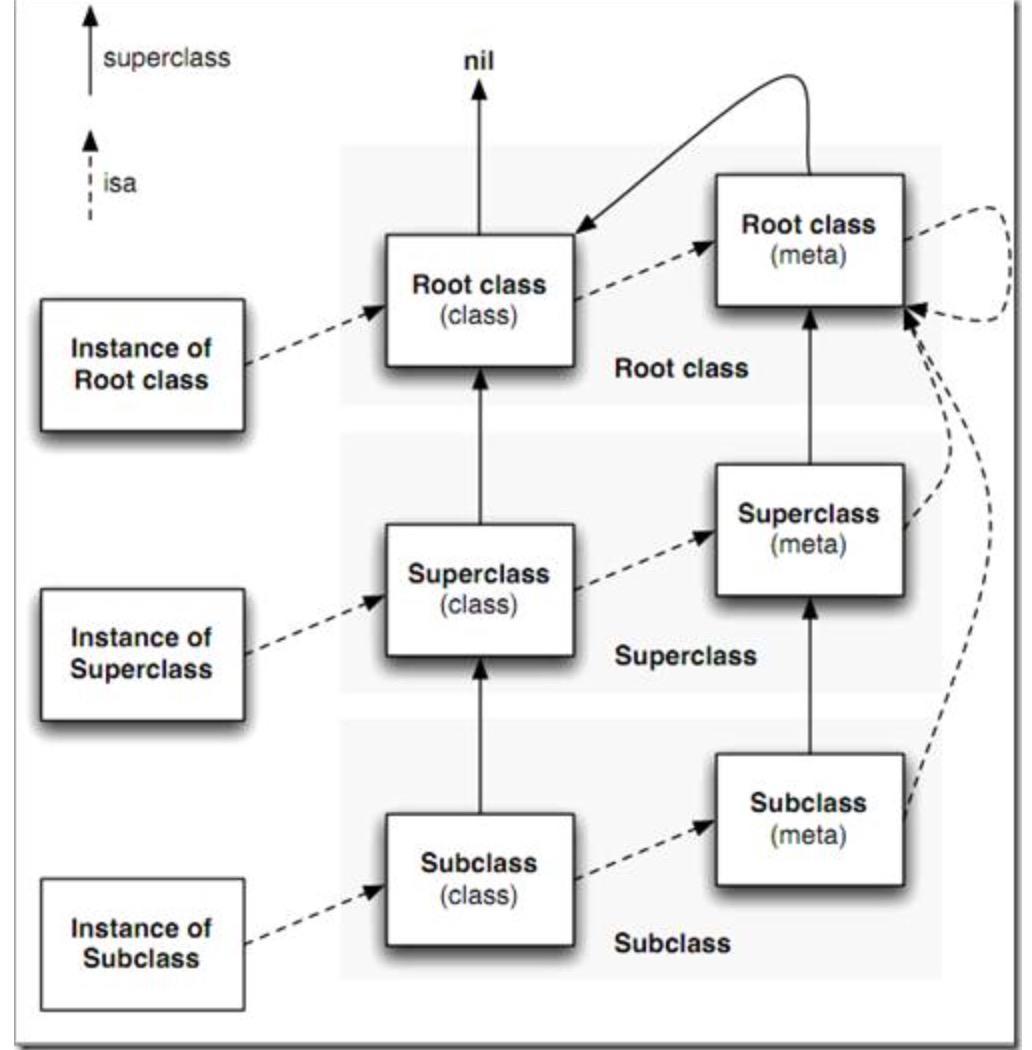 superclass
nil
isa
Root class
(meta)
Root class
(class)
Instance of
Root class
Root class
Superclass
(meta)
Superclass
(class)
Instance of
Superclass
Superclass
Subclass
(meta)
Subclass
(class)
Instance of
Subclass
Subclass